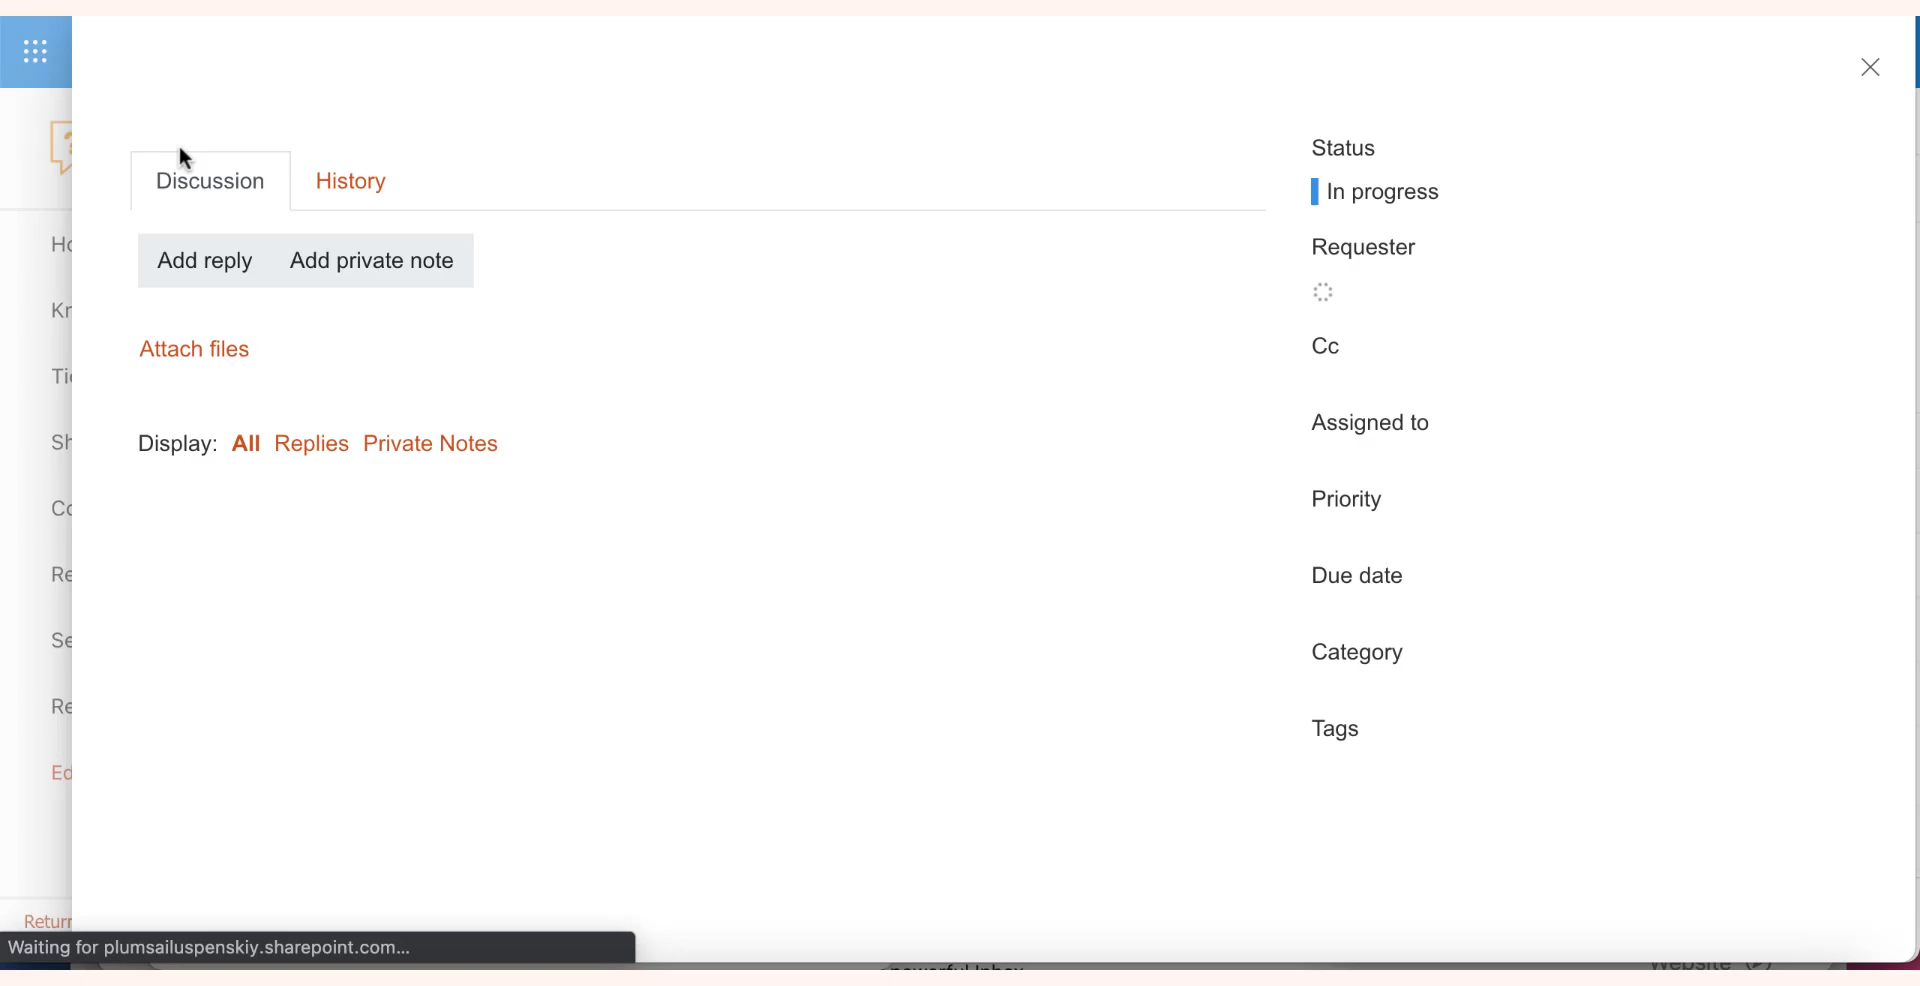 Discussion
History
Add reply
Add private note
Attach files
Display: All Replies Private Notes
Status
In progress
Requester
Cc
Assigned to
Priority
Due date
Category
Tags
Waiting for plumsailuspenskiy.sharepoint.com...